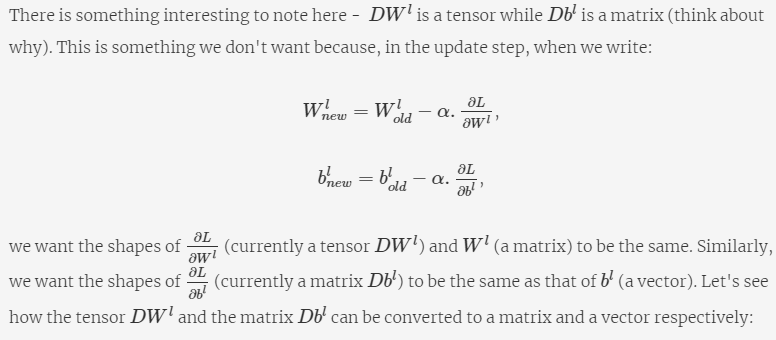 There is something interesting to note here - DW^l is a tensor while Db^l is a matrix (think about
why). This is something we don't want because, in the update step, when we write:
W^l_new = W^l_old − α. ∂L/∂W^l,
b^l_new = b^l_old − α. ∂L/∂b^l,
we want the shapes of ∂L/∂W^l (currently a tensor DW^l) and W^l (a matrix) to be the same. Similarly,
we want the shapes of ∂L/∂b^l (currently a matrix Db^l) to be the same as that of b^l (a vector). Let's see
how the tensor DW^l and the matrix Db^l can be converted to a matrix and a vector respectively: